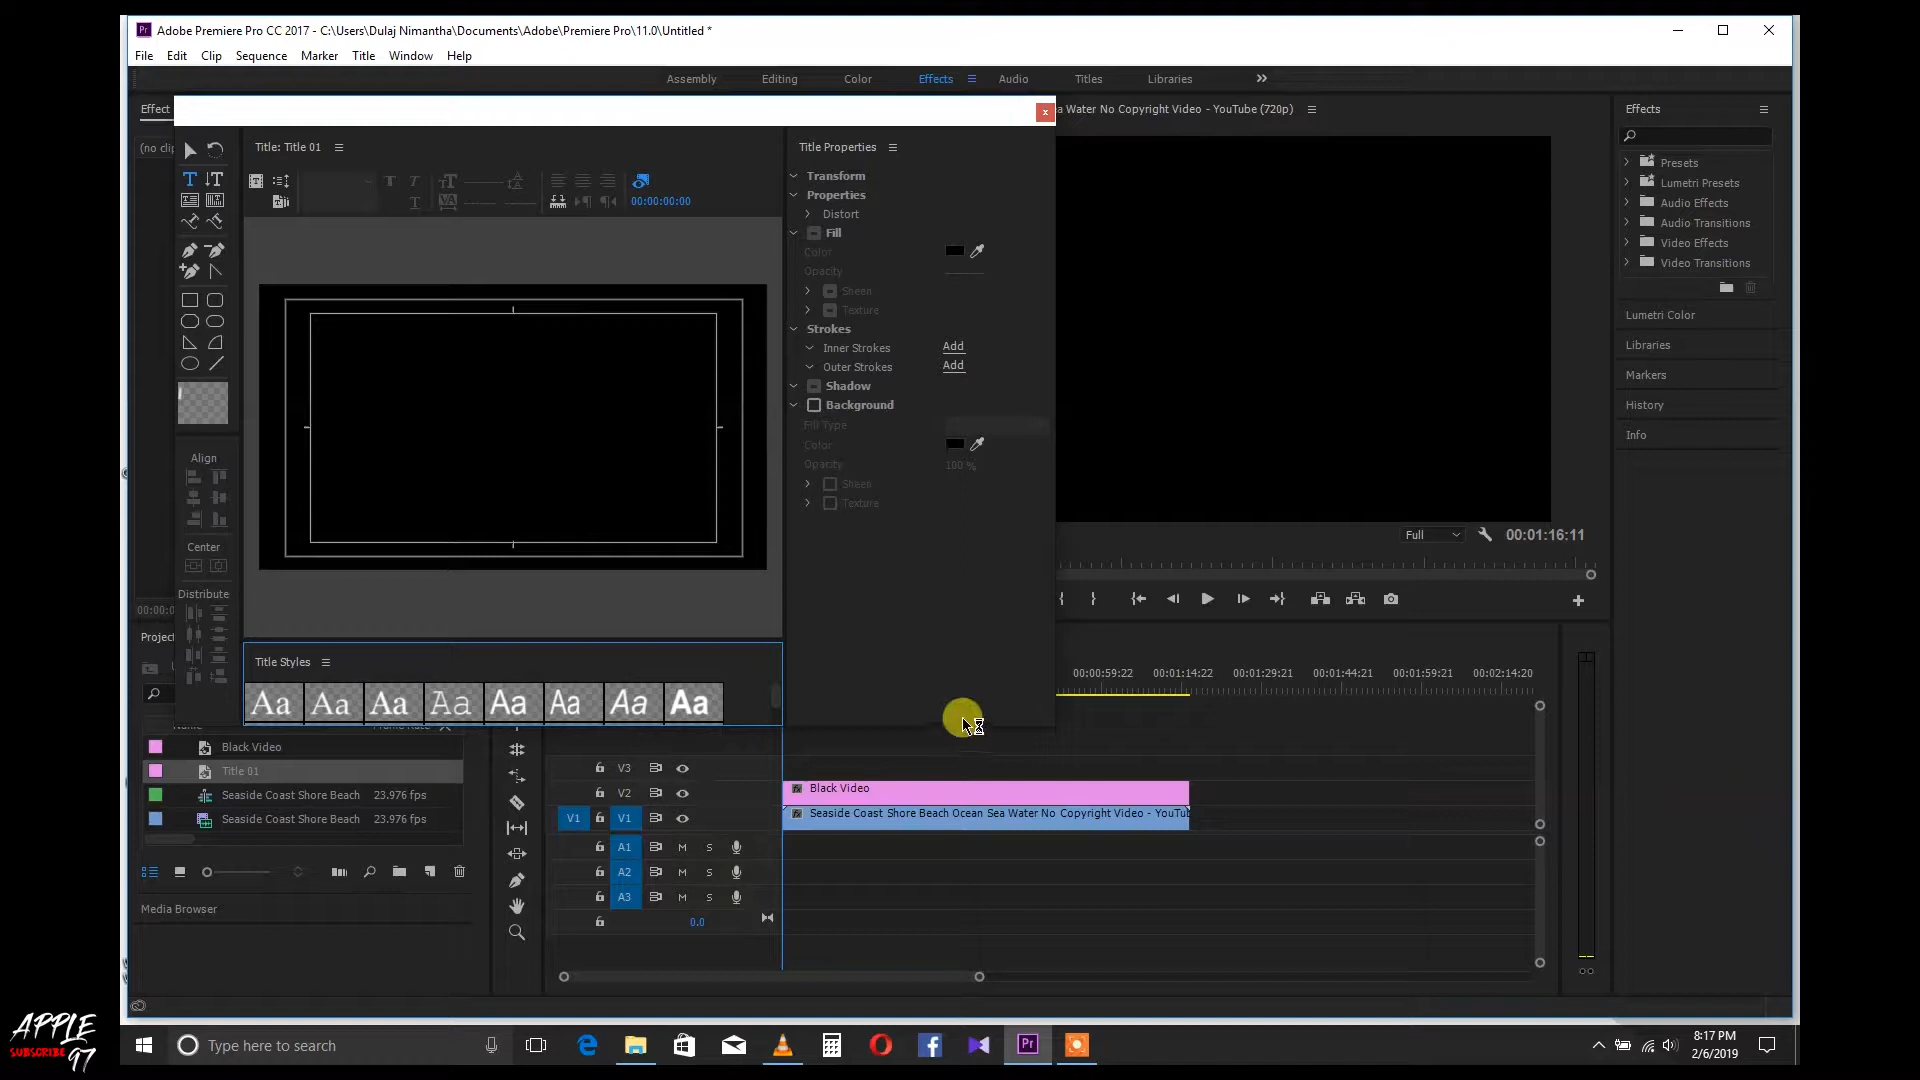 Adobe Premiere Pro CC 2017 - C:\Users\Dulaj Nimantha\Documents\Adobe\Premiere Pro\11.0\Untitled *
File Edit Clip Sequence Marker Title Window Help
Assembly Editing Color Effects Audio Titles Libraries
Effect
a Water No Copyright Video - YouTube (720p)
Effects
(no clip
Title: Title 01
00:00:00:00
Title Properties
Transform
Properties
Distort
Fill
Color
Opacity
Sheen
Texture
Strokes
Inner Strokes Add
Outer Strokes Add
Shadow
Background
Fill Type
Color
Opacity 100 %
Sheen
Texture
Presets
Lumetri Presets
Audio Effects
Audio Transitions
Video Effects
Video Transitions
Lumetri Color
Libraries
Markers
History
Info
Align
Center
Distribute
Full 00:01:16:11
00:00:0
Project
Title Styles
Aa Aa Aa Aa Aa Aa Aa Aa
00:00:59:22 00:01:14:22 00:01:29:21 00:01:44:21 00:01:59:21 00:02:14:20
Black Video
Title 01
Seaside Coast Shore Beach 23.976 fps
Seaside Coast Shore Beach 23.976 fps
Media Browser
V3
V2
V1 V1
A1 M S
A2 M S
A3 M S
0.0
fx Black Video
fx Seaside Coast Shore Beach Ocean Sea Water No Copyright Video - YouTub
APPLE
SUBSCRIBE 97
Type here to search
Pr
8:17 PM
2/6/2019